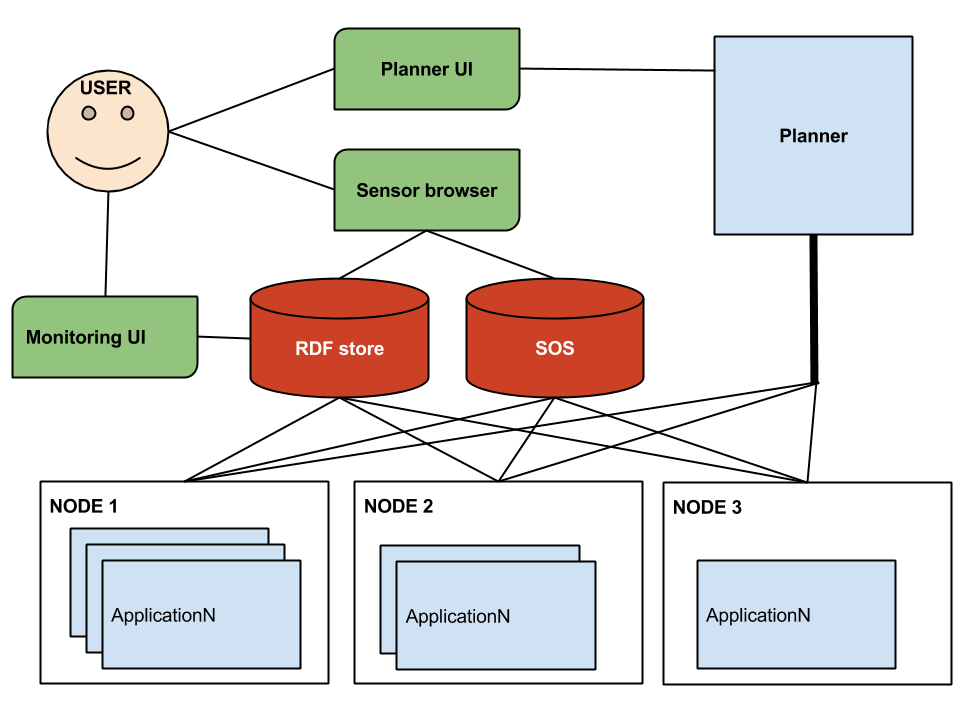 USER
Planner UI
Planner
Sensor browser
Monitoring UI
RDF store
SOS
NODE 1
NODE 2
NODE 3
ApplicationN
ApplicationN
ApplicationN